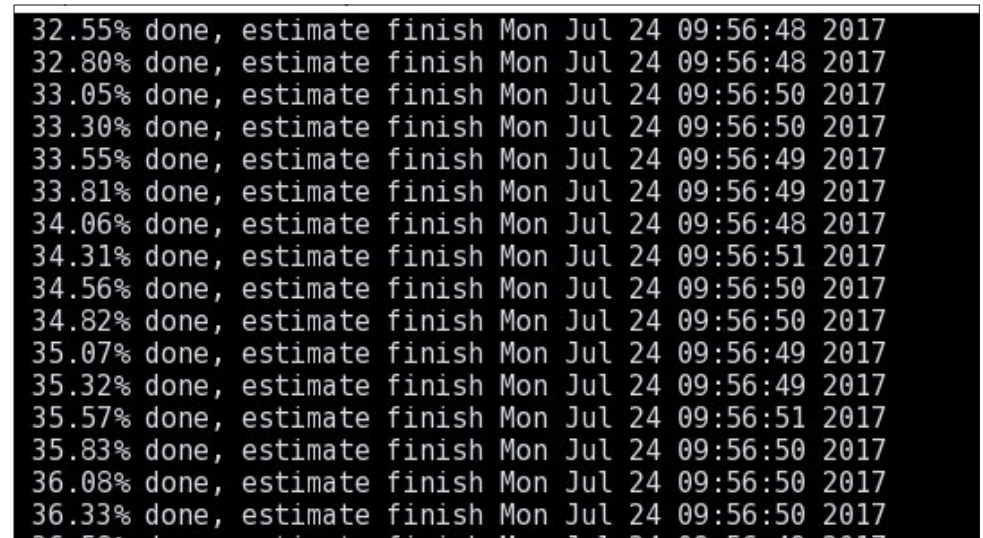 32.55% done, estimate finish Mon Jul 24 09:56:48 2017
32.80% done, estimate finish Mon Jul 24 09:56:48 2017
33.05% done, estimate finish Mon Jul 24 09:56:50 2017
33.30% done, estimate finish Mon Jul 24 09:56:50 2017
33.55% done, estimate finish Mon Jul 24 09:56:49 2017
33.81% done, estimate finish Mon Jul 24 09:56:49 2017
34.06% done, estimate finish Mon Jul 24 09:56:48 2017
34.31% done, estimate finish Mon Jul 24 09:56:51 2017
34.56% done, estimate finish Mon Jul 24 09:56:50 2017
34.82% done, estimate finish Mon Jul 24 09:56:50 2017
35.07% done, estimate finish Mon Jul 24 09:56:49 2017
35.32% done, estimate finish Mon Jul 24 09:56:49 2017
35.57% done, estimate finish Mon Jul 24 09:56:51 2017
35.83% done, estimate finish Mon Jul 24 09:56:50 2017
36.08% done, estimate finish Mon Jul 24 09:56:50 2017
36.33% done, estimate finish Mon Jul 24 09:56:50 2017